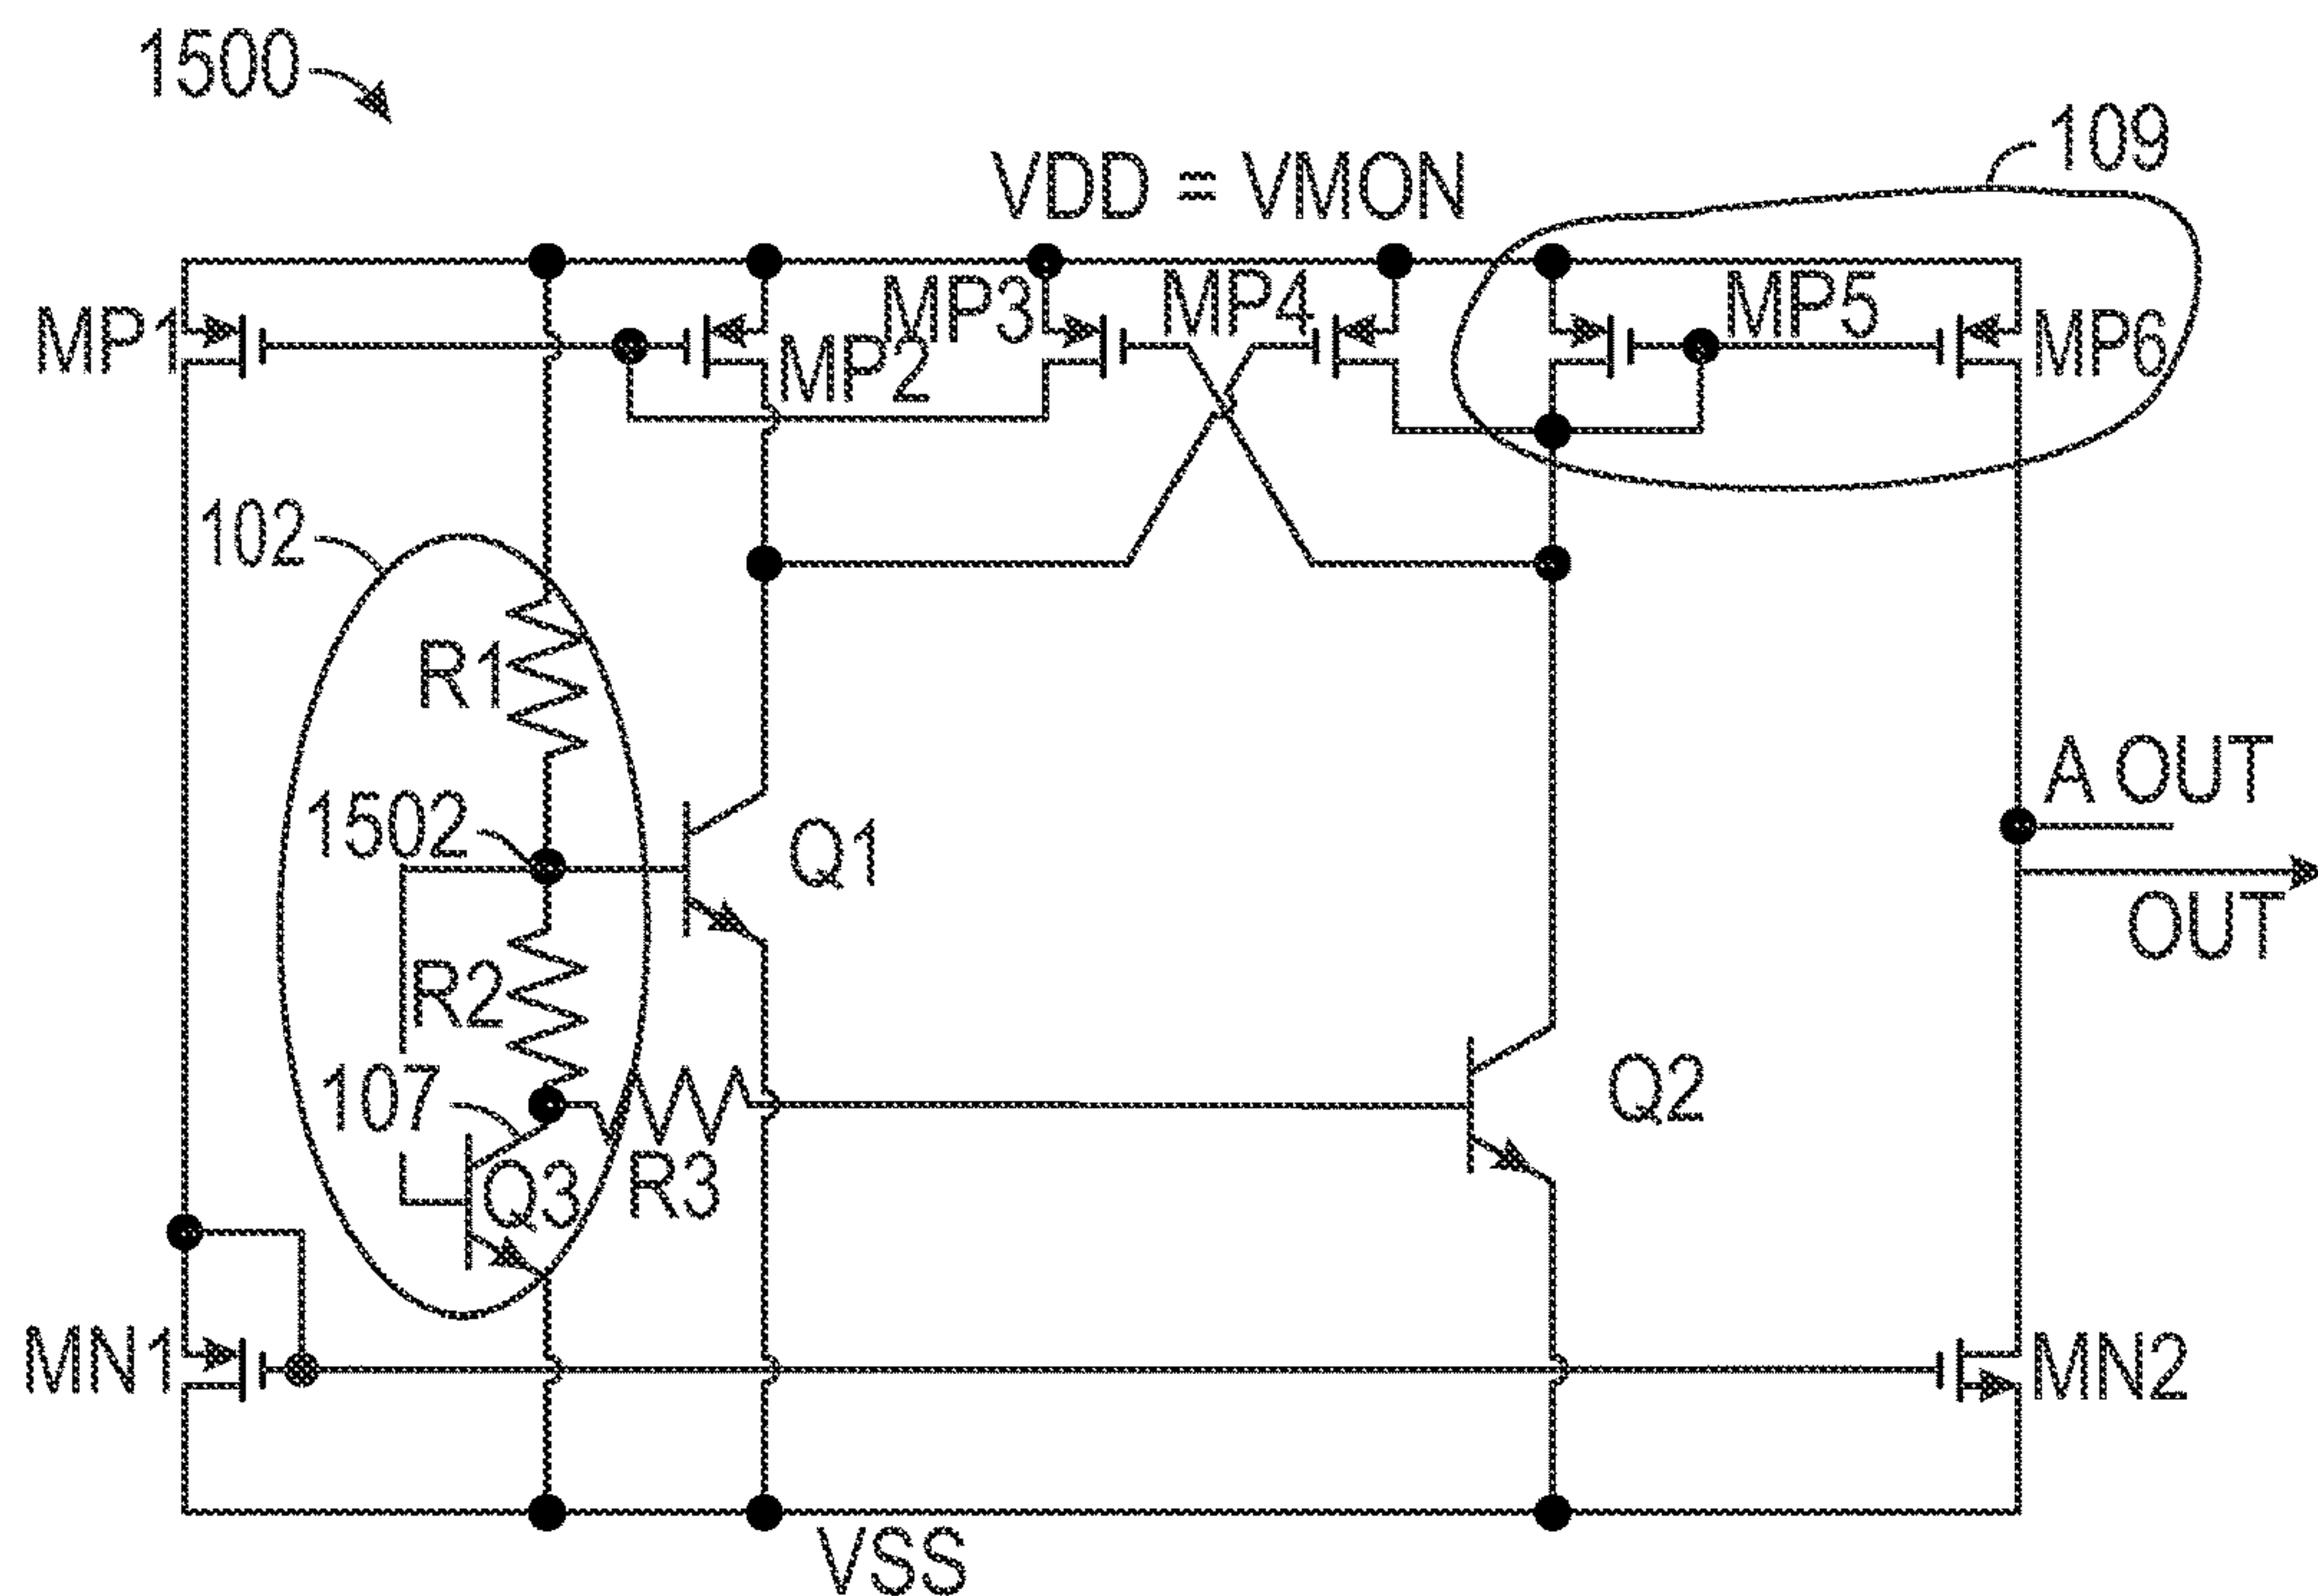 1500
109
VDD = VMON
MP1
MP2
MP3
MP4
MP5
MP6
102
R1
1502
Q1
A OUT
OUT
R2
107
Q3
R3
Q2
MN1
MN2
VSS